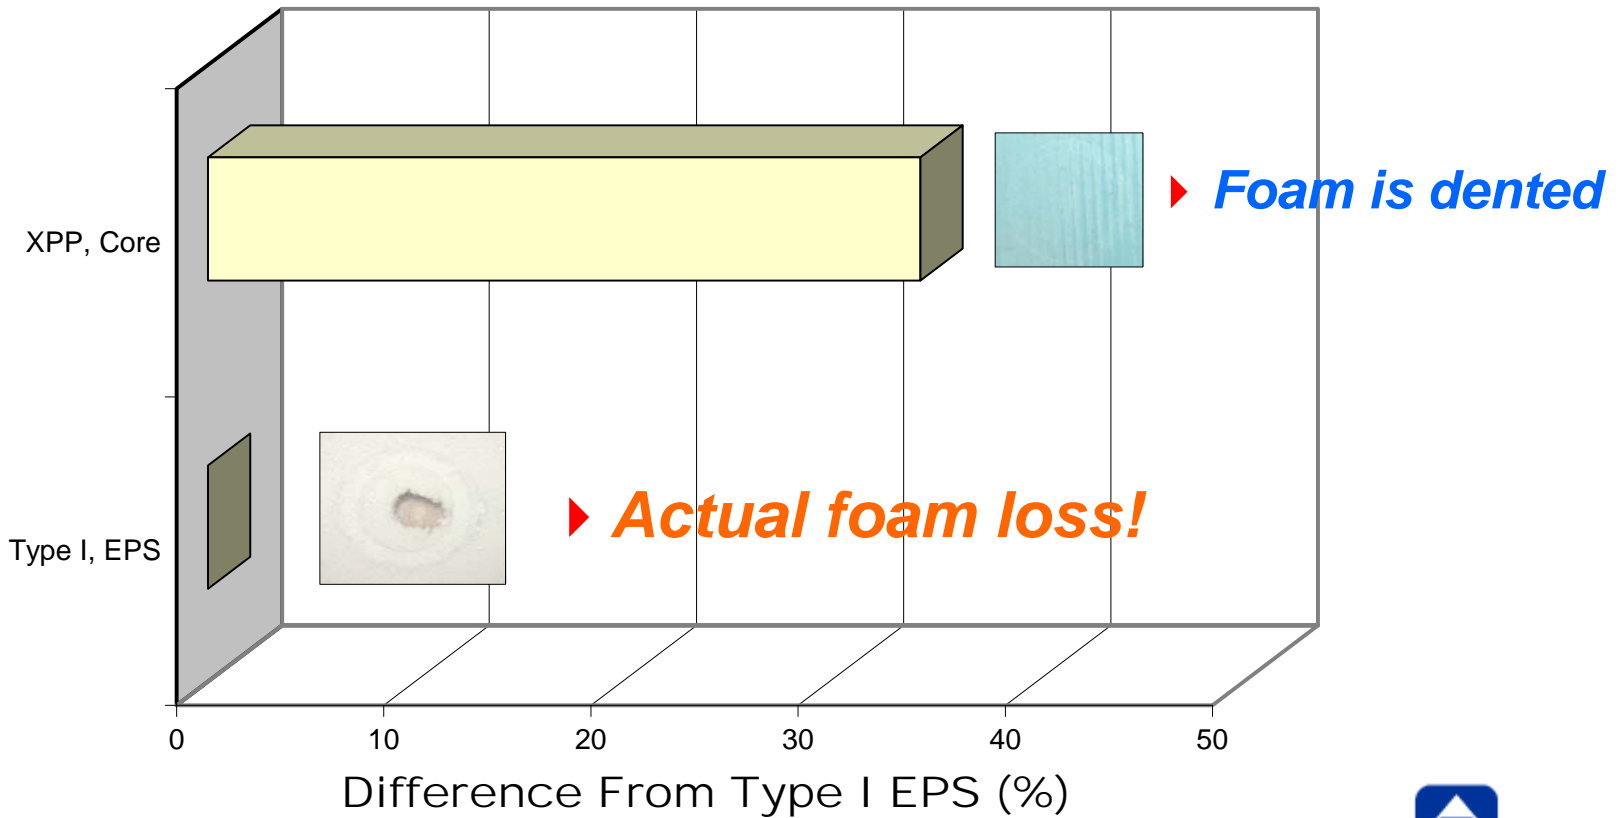 XPP, Core
Foam is dented
Type I, EPS
Actual foam loss!
0 10 20 30 40 50
Difference From Type I EPS (%)